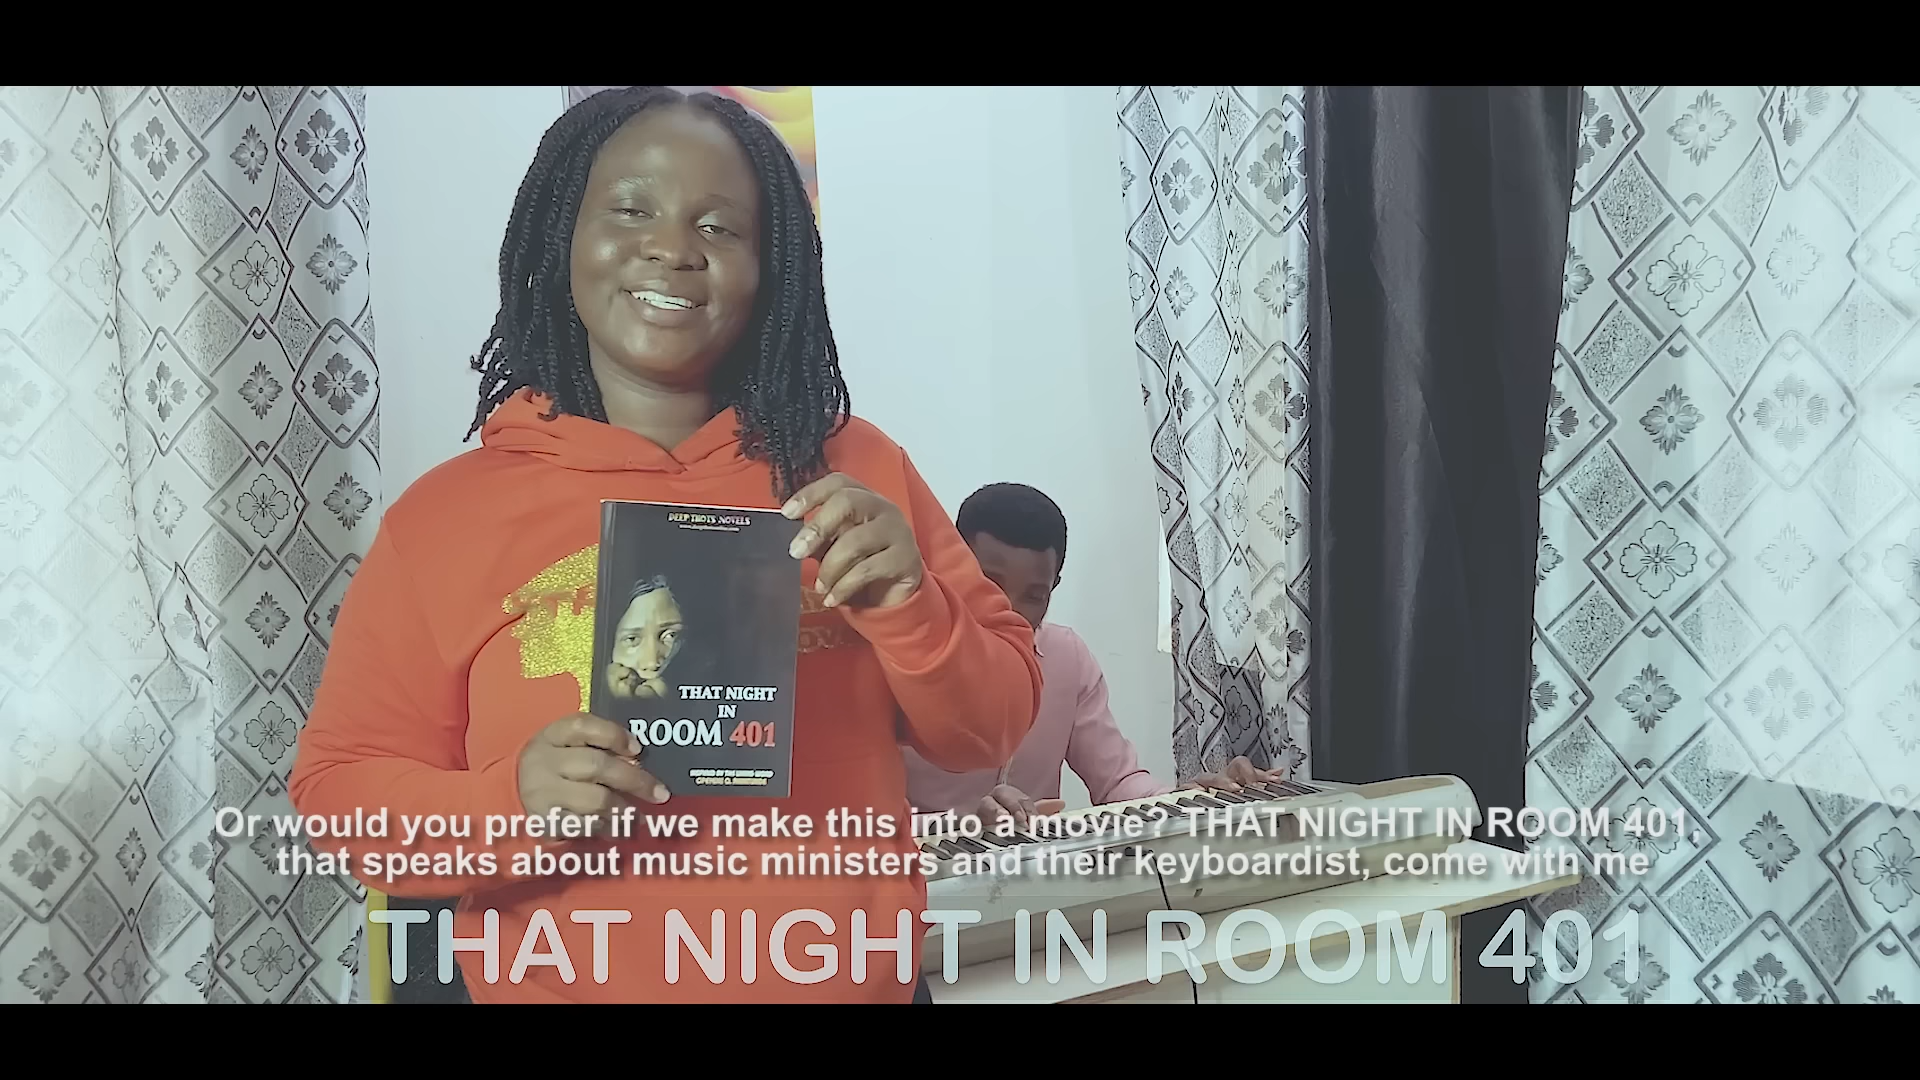 DEEP THOTS NOVELS
THAT NIGHT
IN
ROOM 401
Or would you prefer if we make this into a movie? THAT NIGHT IN ROOM 401,
that speaks about music ministers and their keyboardist, come with me
THAT NIGHT IN ROOM 401